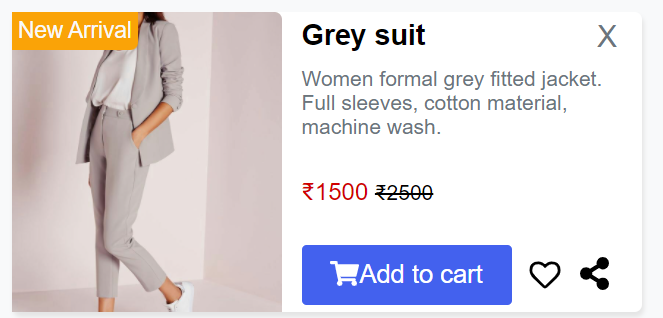 New Arrival
Grey suit
X
Women formal grey fitted jacket.
Full sleeves, cotton material,
machine wash.
₹1500 ₹2500
Add to cart